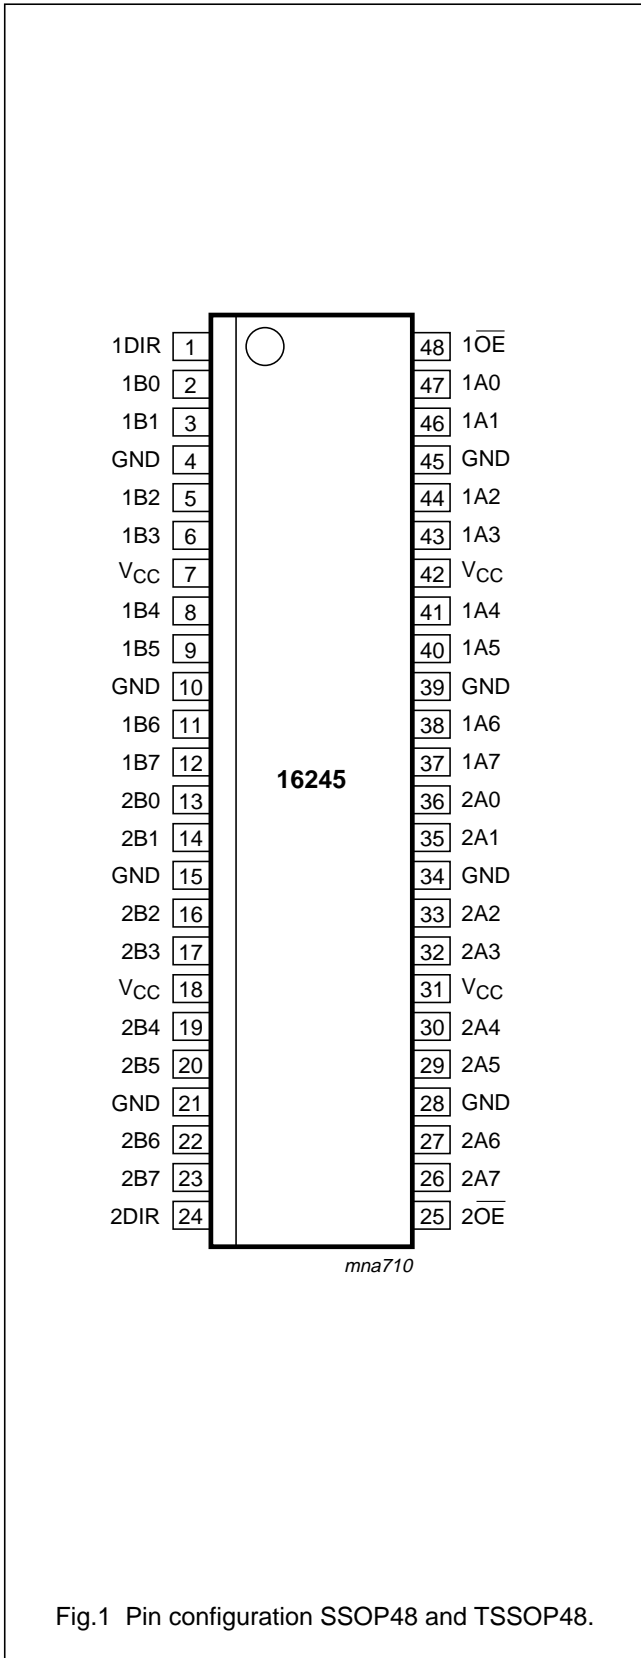 1DIR 1 48 1O̅E̅
1B0 2 47 1A0
1B1 3 46 1A1
GND 4 45 GND
1B2 5 44 1A2
1B3 6 43 1A3
VCC 7 42 VCC
1B4 8 41 1A4
1B5 9 40 1A5
GND 10 39 GND
1B6 11 38 1A6
1B7 12 37 1A7
16245
2B0 13 36 2A0
2B1 14 35 2A1
GND 15 34 GND
2B2 16 33 2A2
2B3 17 32 2A3
VCC 18 31 VCC
2B4 19 30 2A4
2B5 20 29 2A5
GND 21 28 GND
2B6 22 27 2A6
2B7 23 26 2A7
2DIR 24 25 2O̅E̅
mna710
Fig.1 Pin configuration SSOP48 and TSSOP48.